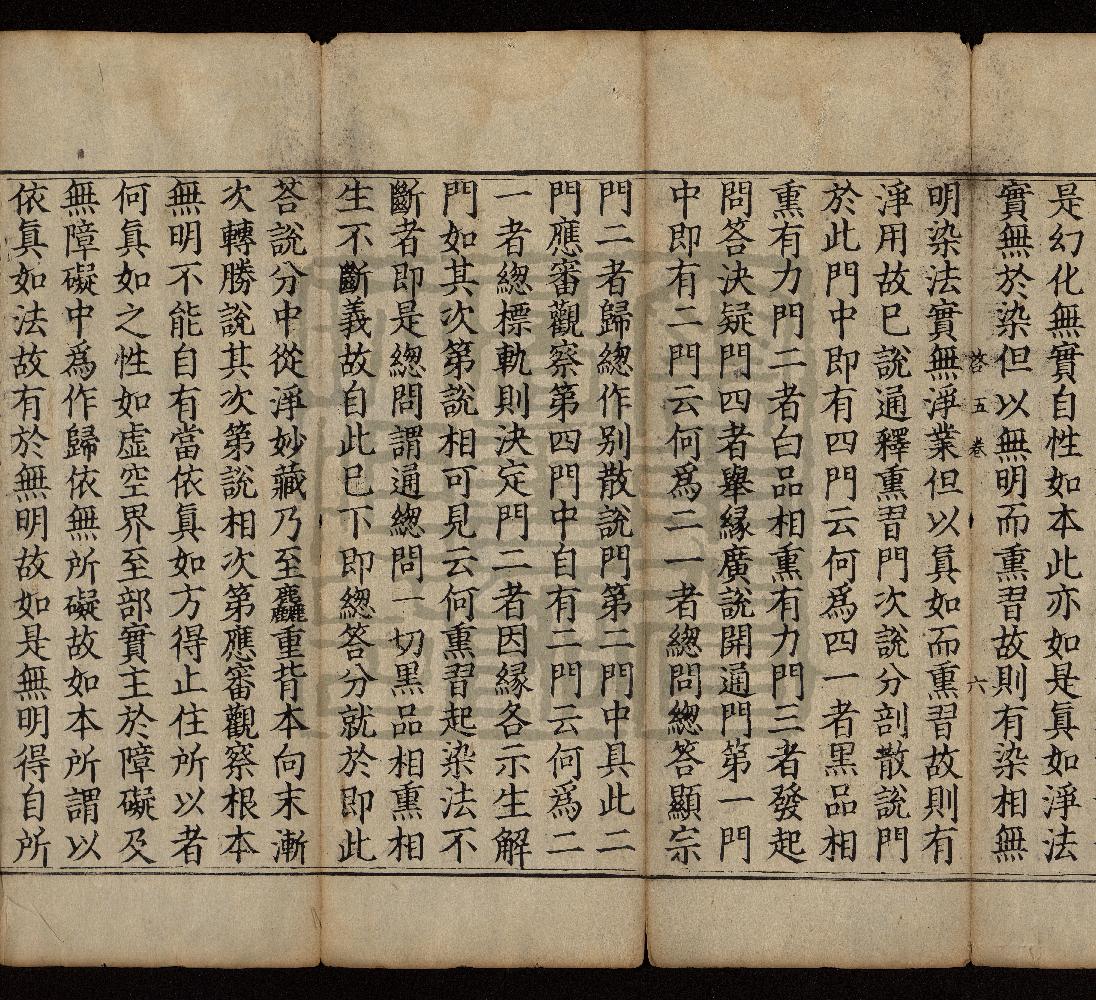 是幻化無實自性如本此亦如是真如淨法
實無於染但以無明而熏習故則有染相無
啓 五卷 六
明染法實無淨業但以真如而熏習故則有
淨用故已說通釋熏習門次說分剖散說門
於此門中即有四門云何爲四一者黑品相
熏有力門二者白品相熏有力門三者發起
問答決疑門四者舉緣廣說開通門第一門
中即有二門云何爲二一者總問總答顯宗
門二者歸總作別散說門第二門中具此二
門應審觀察第四門中自有二門云何爲二
一者總標軌則決定門二者因緣各示生解
門如其次第說相可見云何熏習起染法不
斷者即是總問謂通總問一切黑品相熏相
生不斷義故自此已下即總答分就於即此
荅說分中從淨妙藏乃至麤重背本向末漸
次轉勝說其次第說相次第應審觀察根本
無明不能自有當依真如方得止住所以者
何真如之性如虛空界至部實主於障礙及
無障礙中爲作歸依無所礙故如本所謂以
依真如法故有於無明故如是無明得自所